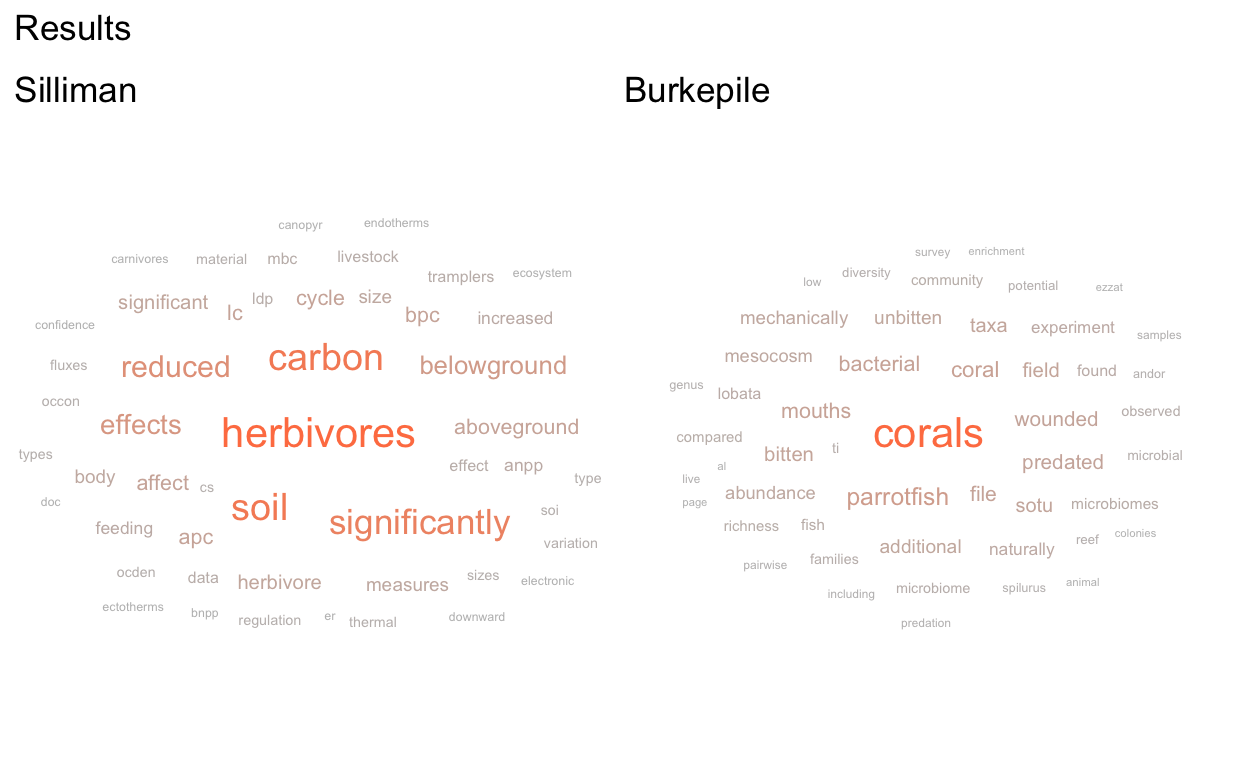 Results
Silliman
Burkepile
canopyr endotherms
carnivores material mbc livestock
tramplers ecosystem
significant lc ldp cycle size bpc increased
confidence
fluxes reduced carbon belowground
occon
effects herbivores aboveground
types
body affect cs effect anpp type
doc soil significantly soi
feeding apc variation
ocden data herbivore measures sizes electronic
ectotherms bnpp regulation er thermal downward
survey enrichment
low diversity community potential ezzat
mechanically unbitten taxa experiment samples
mesocosm bacterial coral field found andor
genus lobata
mouths corals wounded observed
compared bitten ti predated microbial
al
live abundance parrotfish file sotu microbiomes
page
richness fish additional naturally reef colonies
pairwise families
including microbiome spilurus animal
predation